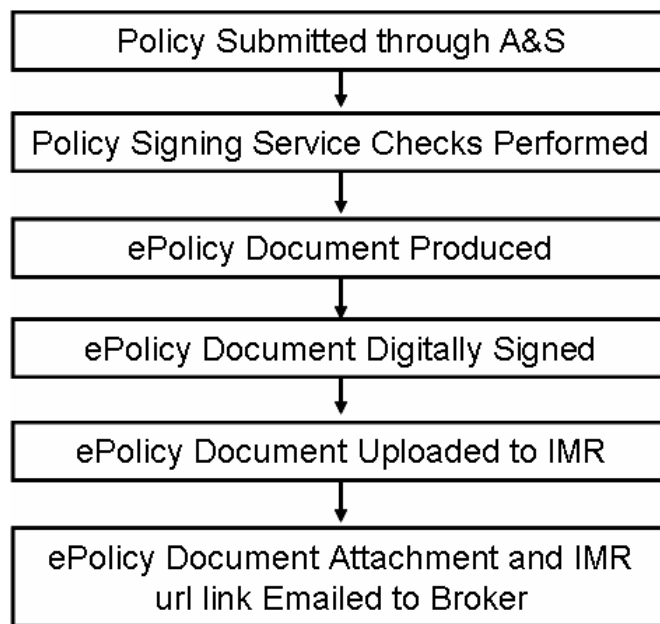 Policy Submitted through A&S
Policy Signing Service Checks Performed
ePolicy Document Produced
ePolicy Document Digitally Signed
ePolicy Document Uploaded to IMR
ePolicy Document Attachment and IMR
url link Emailed to Broker